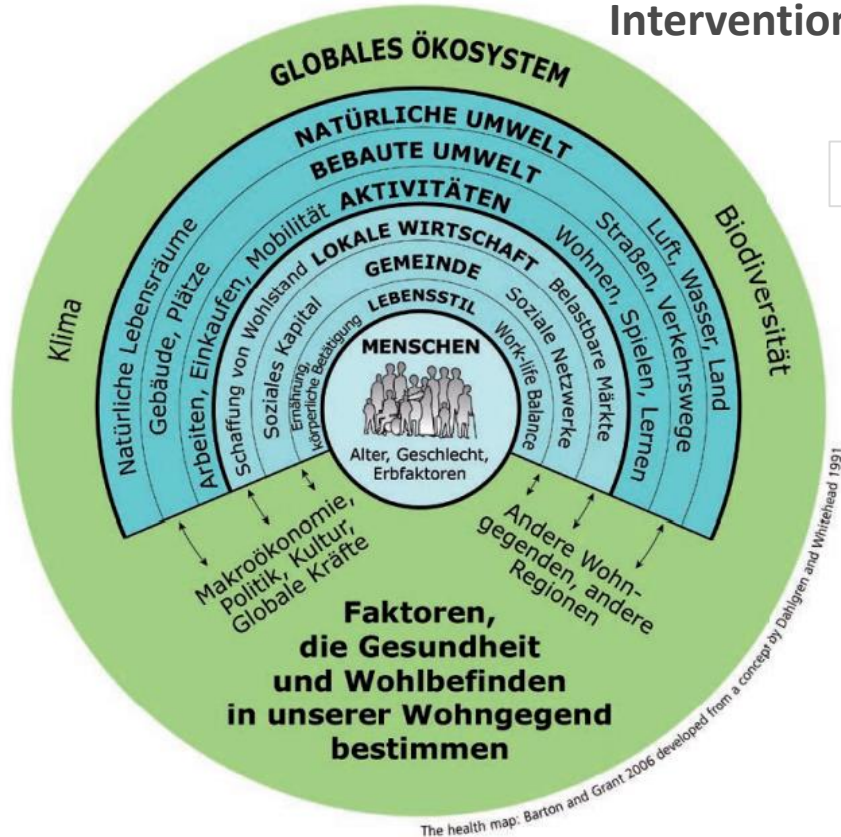 Intervention
GLOBALES ÖKOSYSTEM
Klima
Biodiversität
NATÜRLICHE UMWELT
Natürliche Lebensräume
Luft, Wasser, Land
BEBAUTE UMWELT
Gebäude, Plätze
Straßen, Verkehrswege
AKTIVITÄTEN
Arbeiten, Einkaufen, Mobilität
Wohnen, Spielen, Lernen
LOKALE WIRTSCHAFT
Schaffung von Wohlstand
Belastbare Märkte
GEMEINDE
Soziales Kapital
Soziale Netzwerke
LEBENSSTIL
Ernährung,
körperliche Betätigung
Work-life Balance
MENSCHEN
Alter, Geschlecht,
Erbfaktoren
Makroökonomie,
Politik, Kultur,
Globale Kräfte
Andere Wohn-
gegenden, andere
Regionen
Faktoren,
die Gesundheit
und Wohlbefinden
in unserer Wohngegend
bestimmen
The health map: Barton and Grant 2006 developed from a concept by Dahlgren and Whitehead 1991